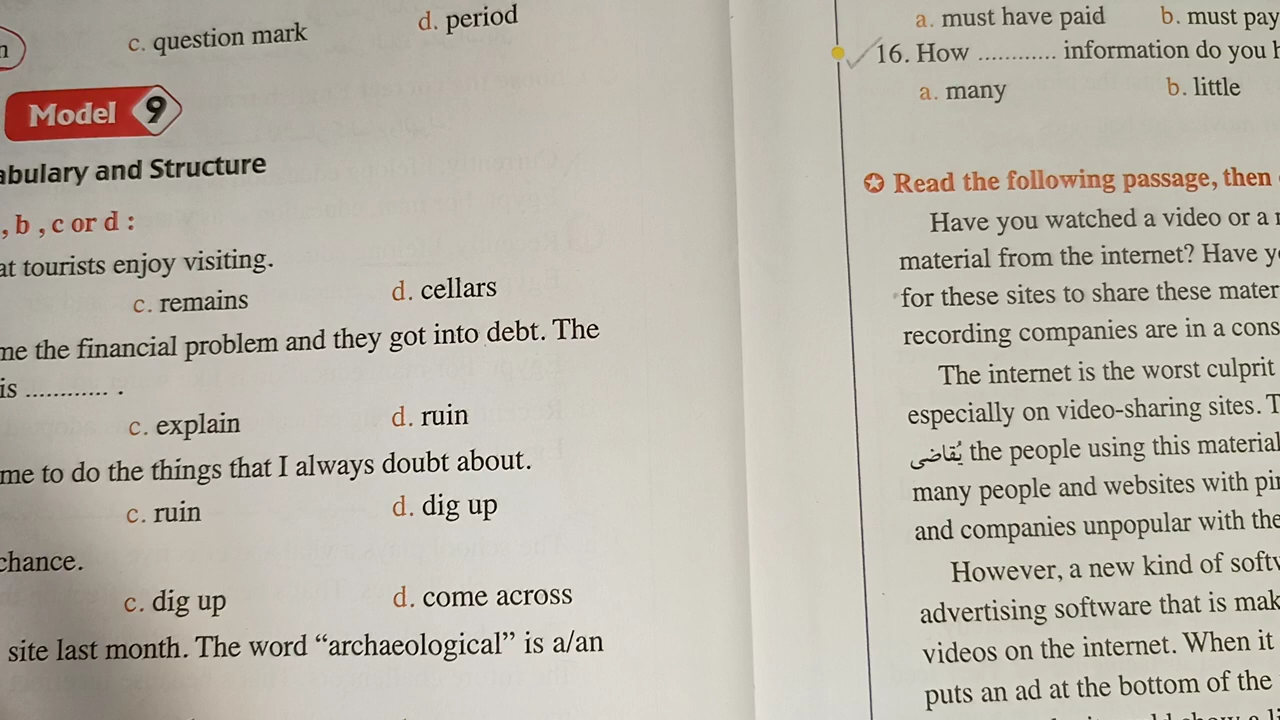 c. question mark d. period
Model 9
abulary and Structure
, b , c or d :
at tourists enjoy visiting.
c. remains d. cellars
me the financial problem and they got into debt. The
is ............ .
c. explain d. ruin
me to do the things that I always doubt about.
c. ruin d. dig up
chance.
c. dig up d. come across
site last month. The word “archaeological” is a/an
a. must have paid b. must pay
16. How ............ information do you h
a. many b. little
Read the following passage, then
Have you watched a video or a
material from the internet? Have y
for these sites to share these mater
recording companies are in a cons
The internet is the worst culprit
especially on video-sharing sites. T
يُقاضى the people using this material
many people and websites with pir
and companies unpopular with the
However, a new kind of softw
advertising software that is mak
videos on the internet. When it
puts an ad at the bottom of the